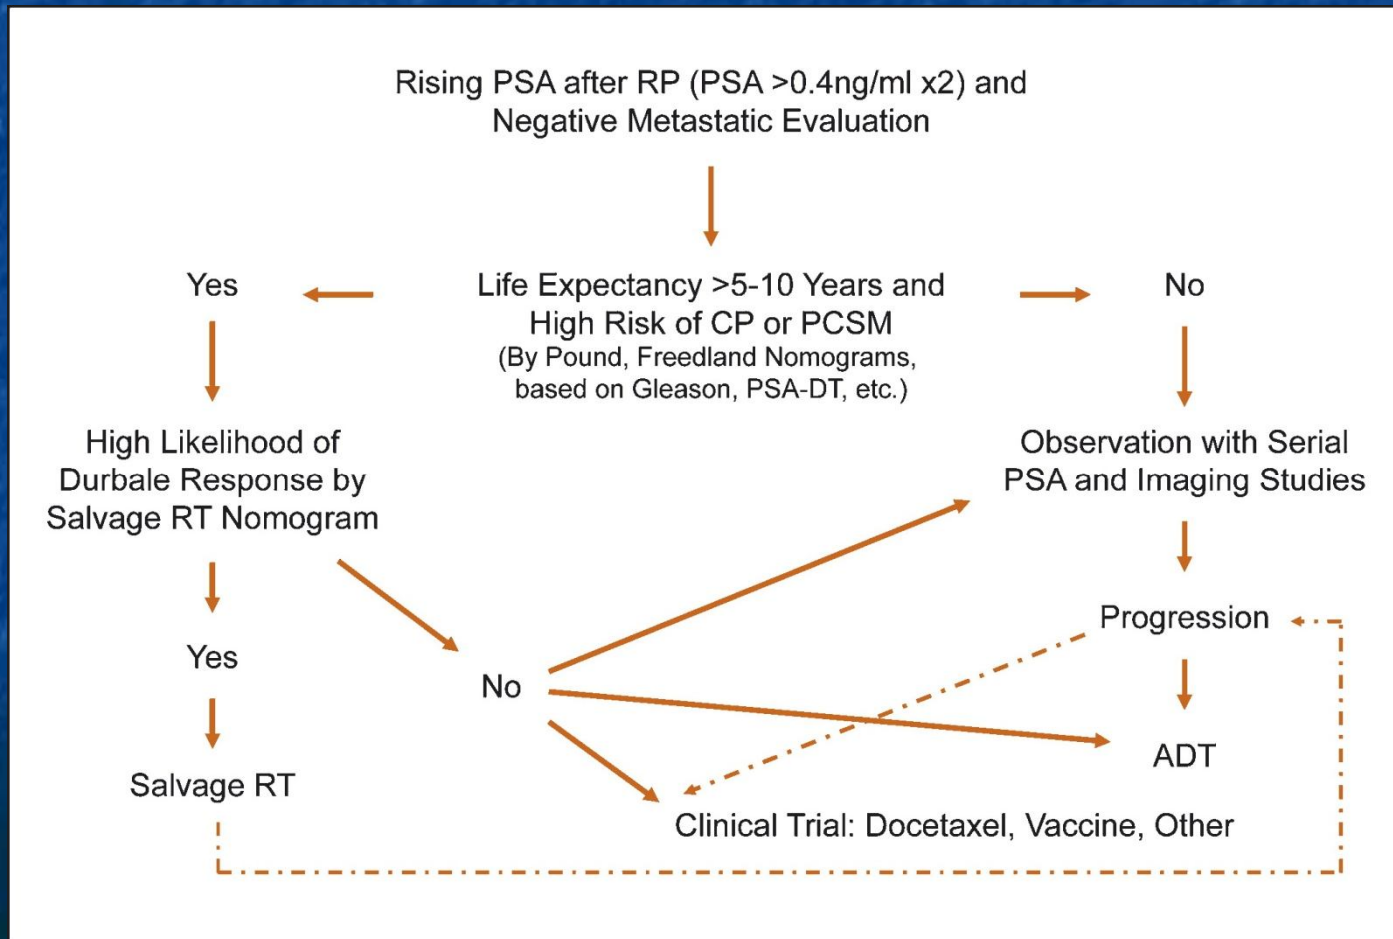 Rising PSA after RP (PSA >0.4ng/ml x2) and
Negative Metastatic Evaluation
Yes
Life Expectancy >5-10 Years and
High Risk of CP or PCSM
(By Pound, Freedland Nomograms,
based on Gleason, PSA-DT, etc.)
No
High Likelihood of
Durbale Response by
Salvage RT Nomogram
Observation with Serial
PSA and Imaging Studies
Yes
No
Progression
Salvage RT
ADT
Clinical Trial: Docetaxel, Vaccine, Other